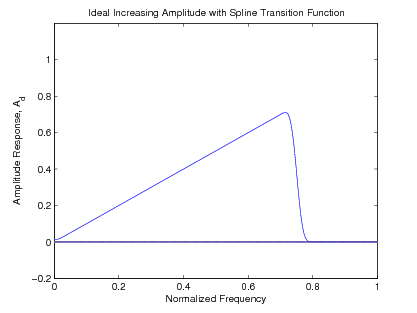 Ideal Increasing Amplitude with Spline Transition Function
Amplitude Response, A_d
1
0.8
0.6
0.4
0.2
0
−0.2
0 0.2 0.4 0.6 0.8 1
Normalized Frequency